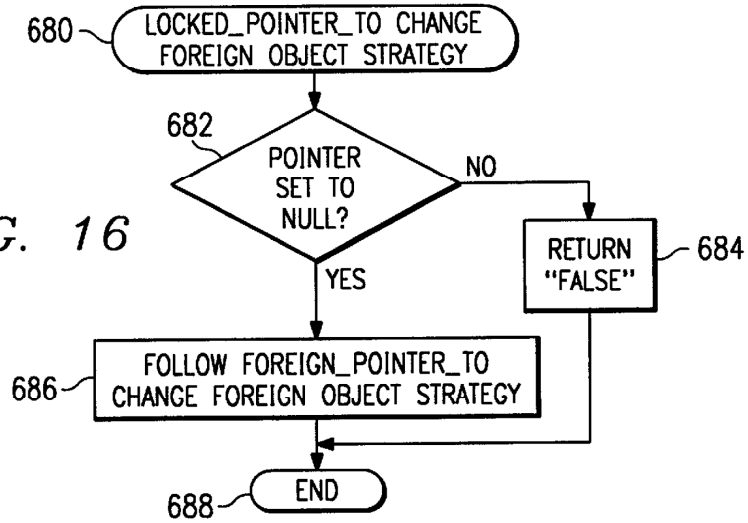 680
LOCKED_POINTER_TO CHANGE
FOREIGN OBJECT STRATEGY
682
POINTER
SET TO
NULL?
NO
G. 16
RETURN
"FALSE"
684
YES
686
FOLLOW FOREIGN_POINTER_TO
CHANGE FOREIGN OBJECT STRATEGY
END
688